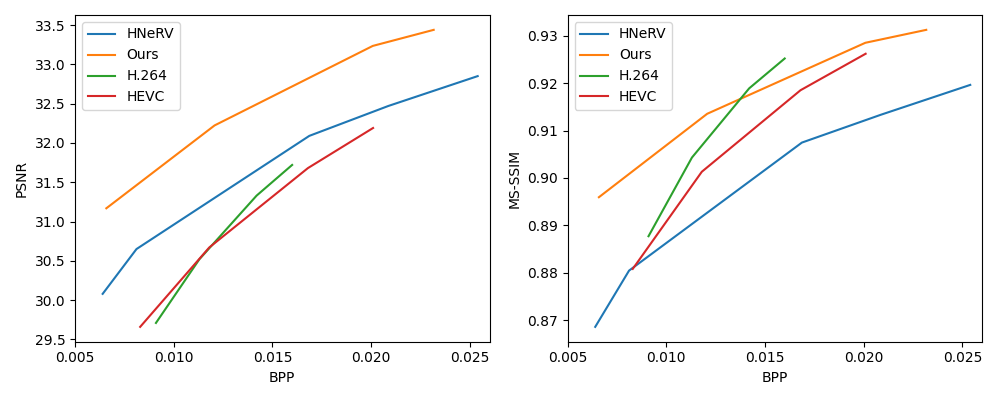 33.5
33.0
32.5
32.0
31.5
31.0
30.5
30.0
29.5
PSNR
0.005
0.010
0.015
0.020
0.025
BPP
HNeRV
Ours
H.264
HEVC
0.93
0.92
0.91
0.90
0.89
0.88
0.87
MS-SSIM
0.005
0.010
0.015
0.020
0.025
BPP
HNeRV
Ours
H.264
HEVC